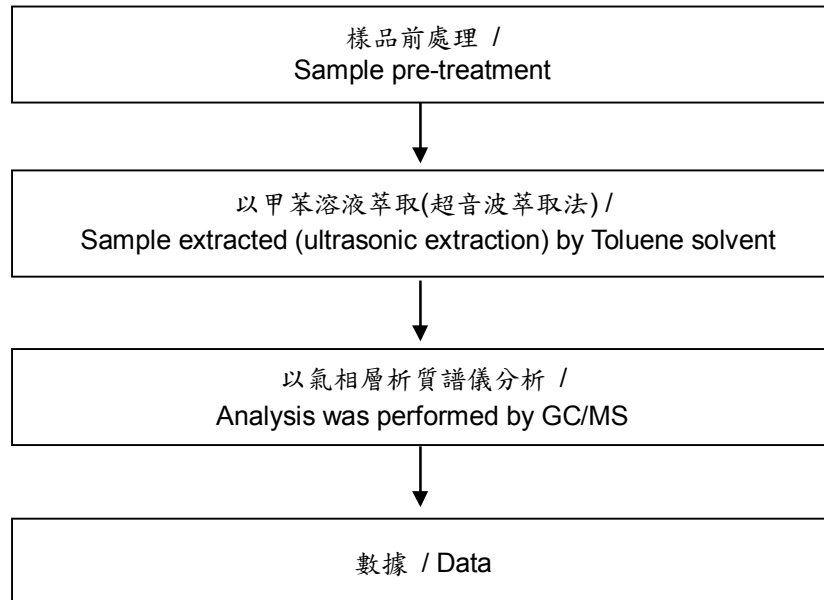 樣品前處理 /
Sample pre-treatment
以甲苯溶液萃取(超音波萃取法) /
Sample extracted (ultrasonic extraction) by Toluene solvent
以氣相層析質譜儀分析 /
Analysis was performed by GC/MS
數據 / Data